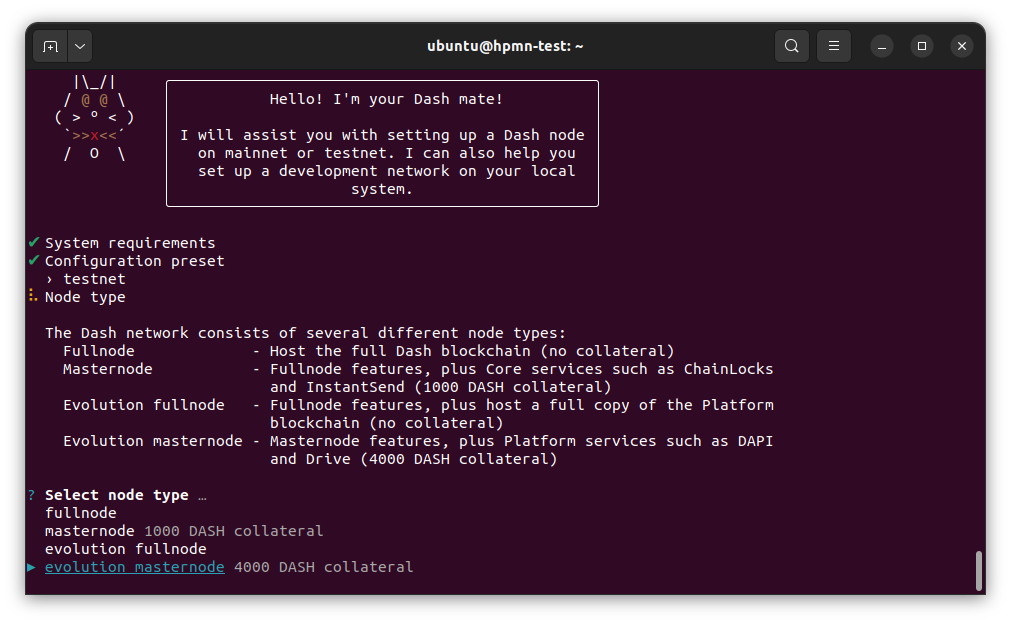 ubuntu@hpmn-test: ~
|\_/|
/ @ @ \
( > º < )
`>>x<<´
/  O  \
Hello! I'm your Dash mate!
I will assist you with setting up a Dash node
on mainnet or testnet. I can also help you
set up a development network on your local
system.
✔ System requirements
✔ Configuration preset
› testnet
Node type
The Dash network consists of several different node types:
Fullnode - Host the full Dash blockchain (no collateral)
Masternode - Fullnode features, plus Core services such as ChainLocks
and InstantSend (1000 DASH collateral)
Evolution fullnode - Fullnode features, plus host a full copy of the Platform
blockchain (no collateral)
Evolution masternode - Masternode features, plus Platform services such as DAPI
and Drive (4000 DASH collateral)
? Select node type …
fullnode
masternode 1000 DASH collateral
evolution fullnode
▸ evolution masternode 4000 DASH collateral